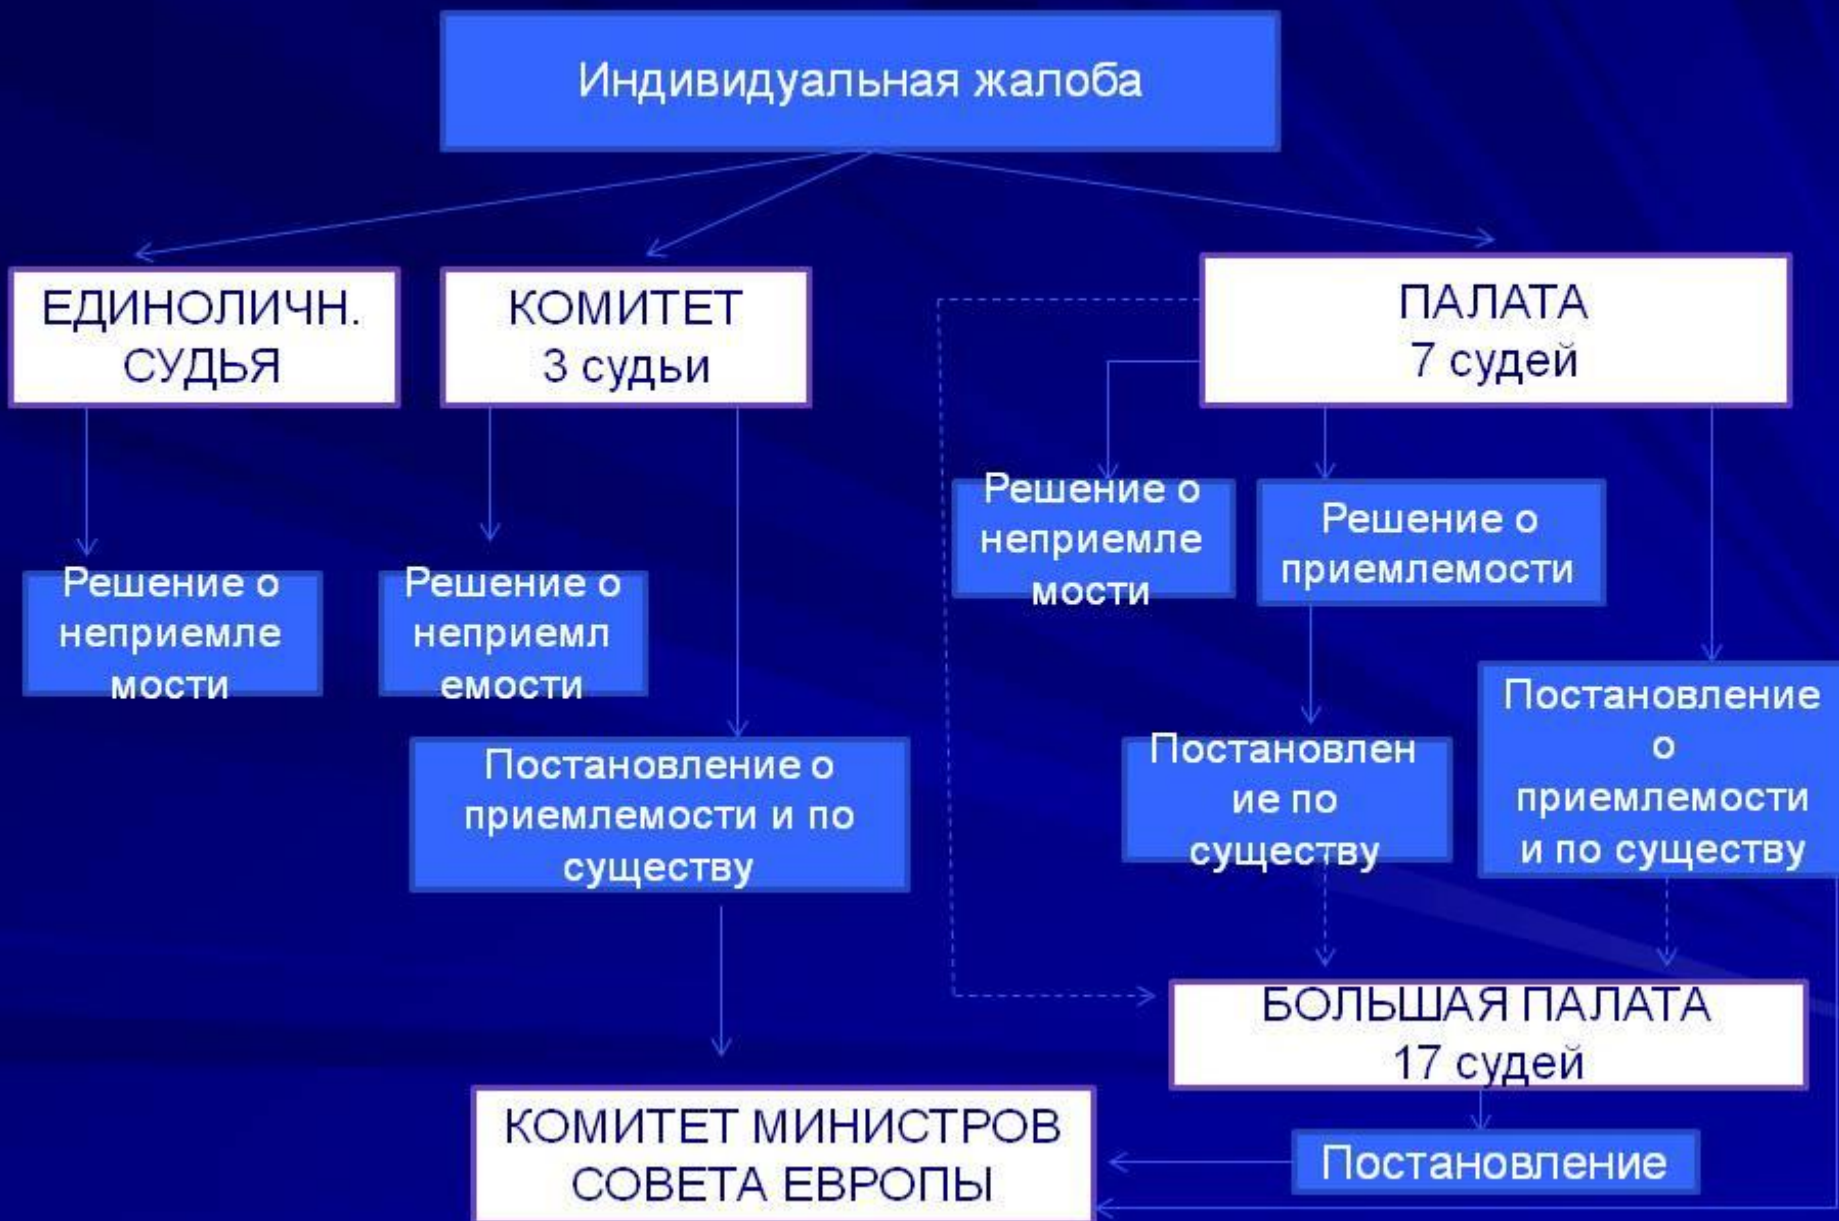 Индивидуальная жалоба
ЕДИНОЛИЧН.
СУДЬЯ
КОМИТЕТ
3 судьи
ПАЛАТА
7 судей
Решение о
неприемле
мости
Решение о
приемлемости
Решение о
неприемле
мости
Решение о
неприемл
емости
Постановление
о
приемлемости
и по существу
Постановлен
ие по
существу
Постановление о
приемлемости и по
существу
БОЛЬШАЯ ПАЛАТА
17 судей
КОМИТЕТ МИНИСТРОВ
СОВЕТА ЕВРОПЫ
Постановление